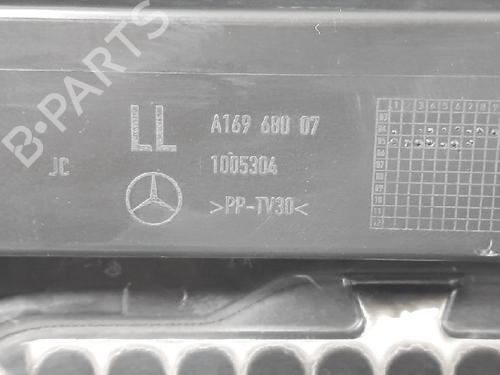 B-PARTS
LL
A169 680 07
JC
1005304
>PP-TV30<